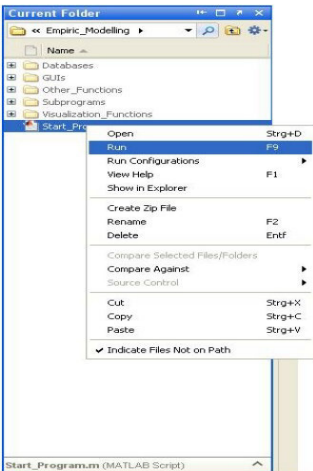 Current Folder
« Empiric_Modelling
Name
Databases
GUIs
Other_Functions
Subprograms
Visualization_Functions
Start_Pro
Open Strg+D
Run F9
Run Configurations
View Help F1
Show in Explorer
Create Zip File
Rename F2
Delete Entf
Compare Selected Files/Folders
Compare Against
Source Control
Cut Strg+X
Copy Strg+C
Paste Strg+V
✓ Indicate Files Not on Path
Start_Program.m (MATLAB Script)